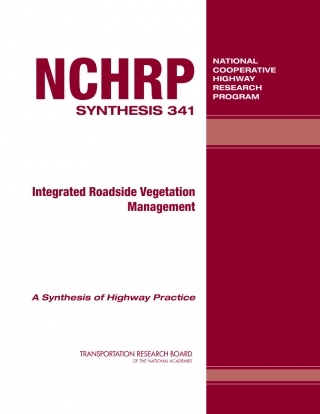 NCHRP
SYNTHESIS 341
NATIONAL
COOPERATIVE
HIGHWAY
RESEARCH
PROGRAM
Integrated Roadside Vegetation
Management
A Synthesis of Highway Practice
TRANSPORTATION RESEARCH BOARD
OF THE NATIONAL ACADEMIES